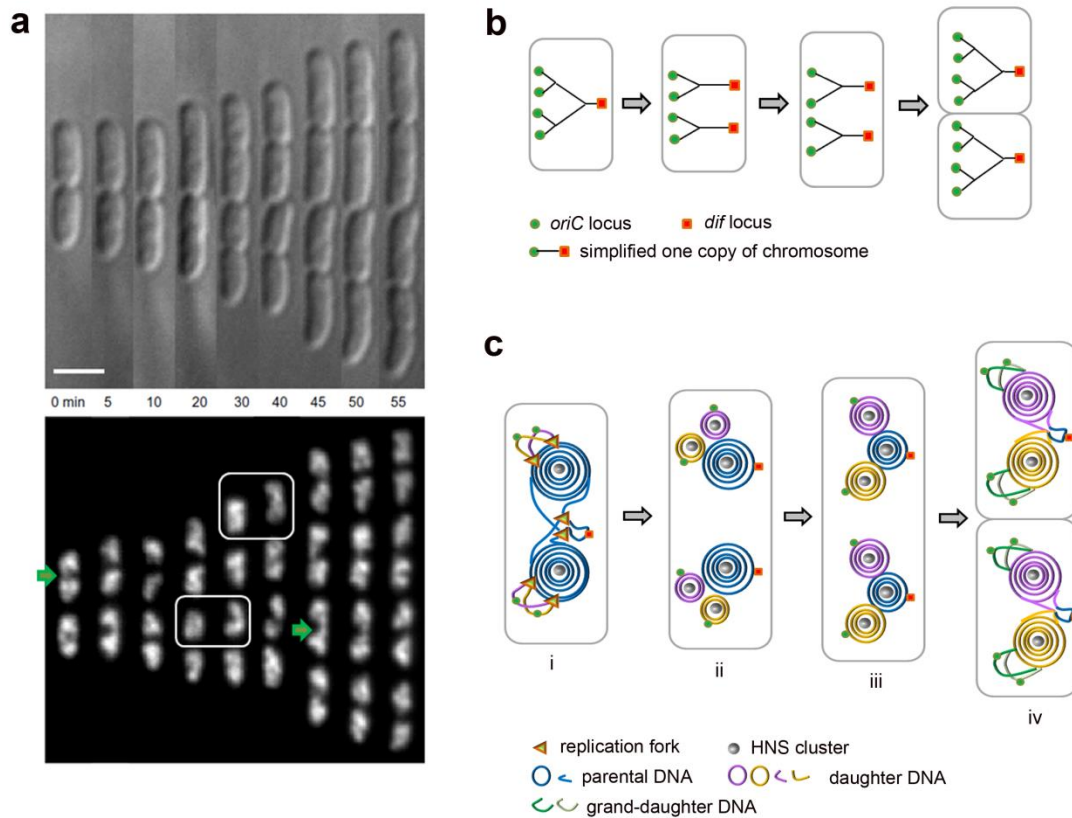 a
0 min 5 10 20 30 40 45 50 55
b
oriC locus dif locus
simplified one copy of chromosome
c
i ii iii iv
replication fork HNS cluster
parental DNA daughter DNA
grand-daughter DNA